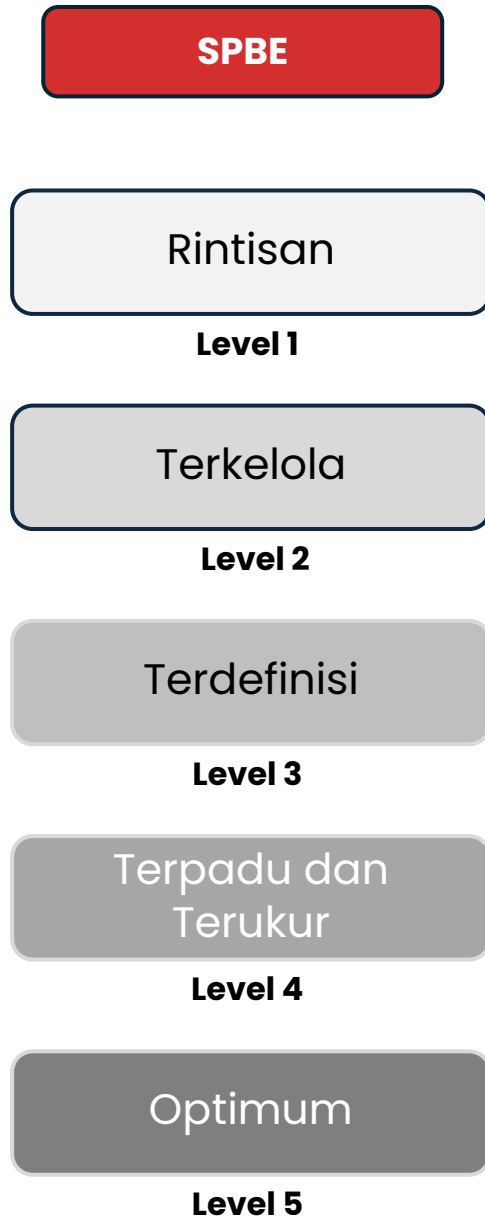 SPBE
Rintisan
Level 1
Terkelola
Level 2
Terdefinisi
Level 3
Terpadu dan
Terukur
Level 4
Optimum
Level 5